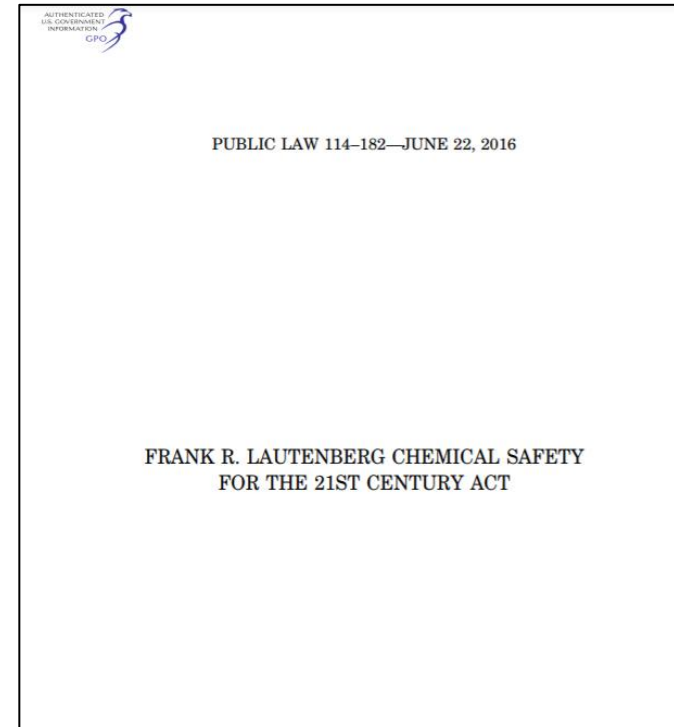 AUTHENTICATED
U.S. GOVERNMENT
INFORMATION
GPO
PUBLIC LAW 114–182—JUNE 22, 2016
FRANK R. LAUTENBERG CHEMICAL SAFETY
FOR THE 21ST CENTURY ACT